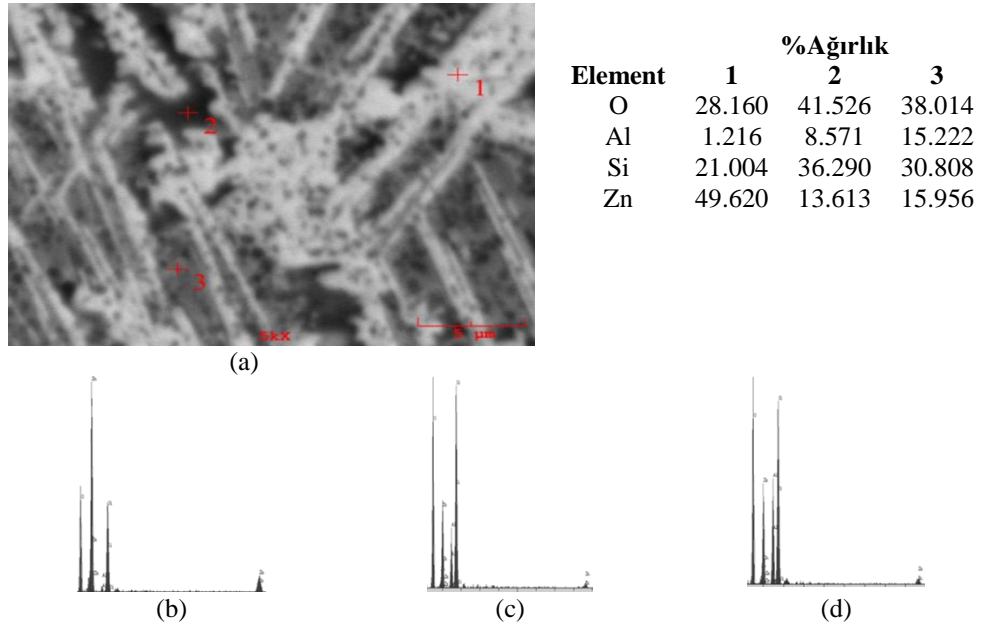 %Ağırlık
Element 1 2 3
O 28.160 41.526 38.014
Al 1.216 8.571 15.222
Si 21.004 36.290 30.808
Zn 49.620 13.613 15.956
1
2
3
5kX
5 µm
(a)
(b) (c) (d)